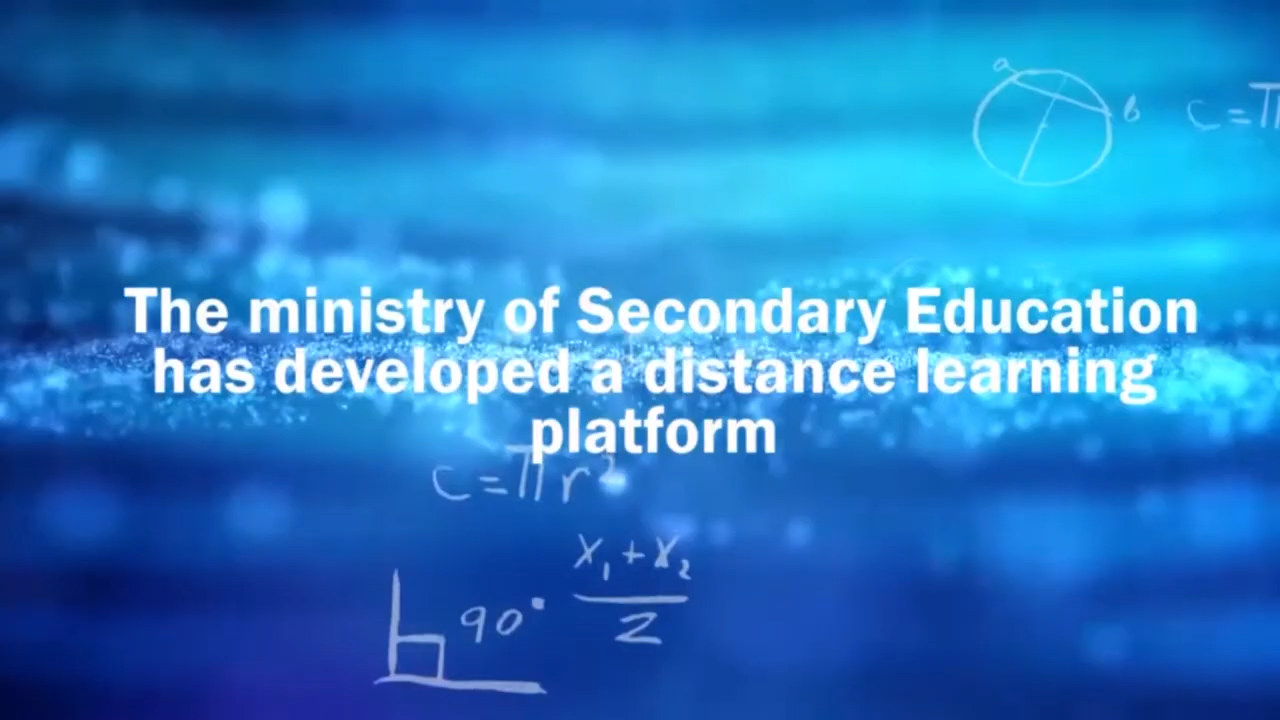 a
b
C=π
The ministry of Secondary Education
has developed a distance learning
platform
C=πr²
X₁+X₂
2
90°